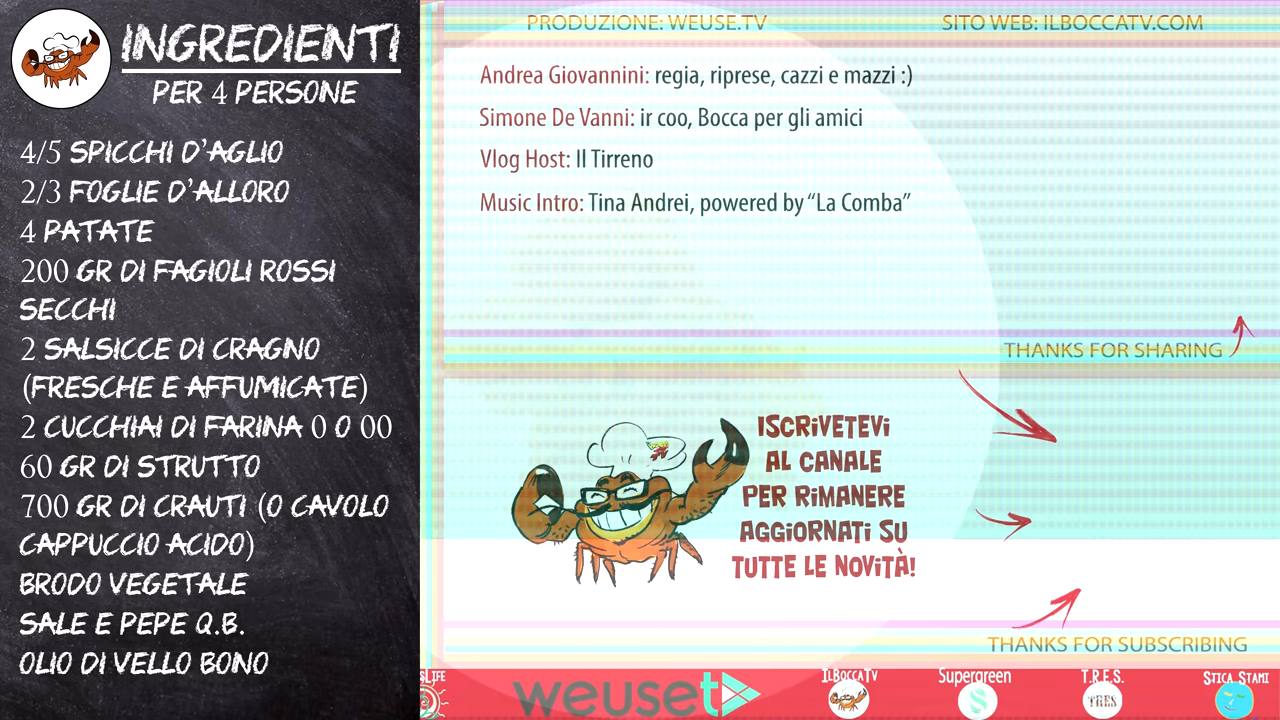 INGREDIENTI
PER 4 PERSONE
4/5 SPICCHI D'AGLIO
2/3 FOGLIE D'ALLORO
4 PATATE
200 GR DI FAGIOLI ROSSI
SECCHI
2 SALSICCE DI CRAGNO
(FRESCHE E AFFUMICATE)
2 CUCCHIAI DI FARINA 0 O 00
60 GR DI STRUTTO
700 GR DI CRAUTI (O CAVOLO
CAPPUCCIO ACIDO)
BRODO VEGETALE
SALE E PEPE Q.B.
OLIO DI VELLO BONO
PRODUZIONE: WEUSE.TV
SITO WEB: ILBOCCATV.COM
Andrea Giovannini: regia, riprese, cazzi e mazzi :)
Simone De Vanni: ir coo, Bocca per gli amici
Vlog Host: Il Tirreno
Music Intro: Tina Andrei, powered by “La Comba”
THANKS FOR SHARING
ISCRIVETEVI
AL CANALE
PER RIMANERE
AGGIORNATI SU
TUTTE LE NOVITÀ!
THANKS FOR SUBSCRIBING
sLife
weuset
IlBoccaTv
Supergreen
S
T.R.E.S.
TRES
Stica Stami